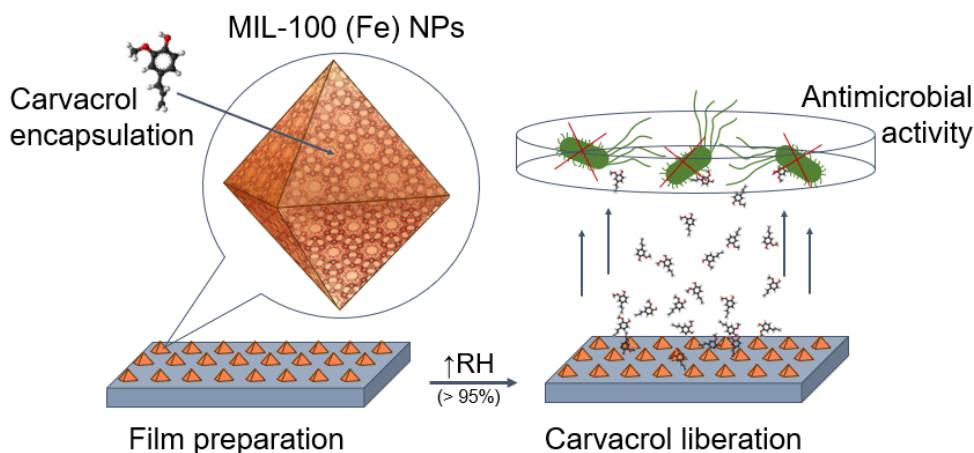 MIL-100 (Fe) NPs
Carvacrol
encapsulation
Antimicrobial
activity
↑RH
(> 95%)
Film preparation
Carvacrol liberation